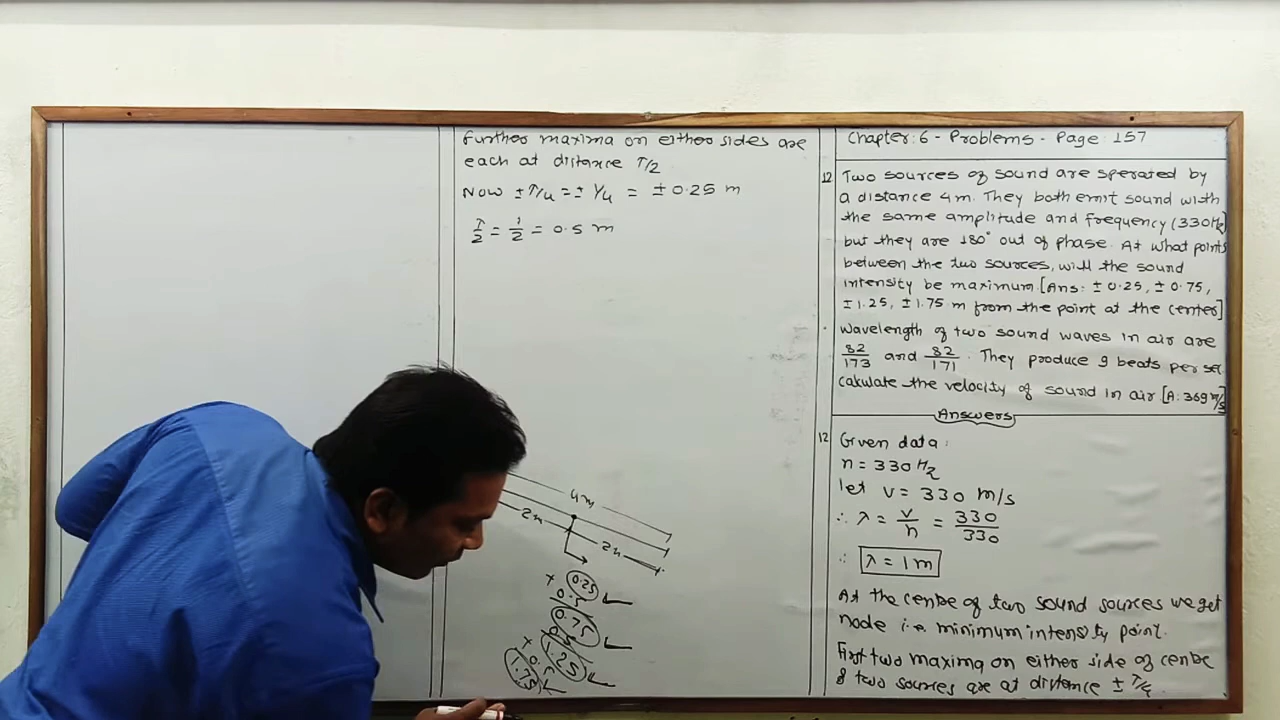 Further maxima on either sides are
each at distance λ/2
Now ± λ/4 = ± 1/4 = ± 0.25 m
λ/2 = 1/2 = 0.5 m
4m
2m
2m
0.25
+ 0.5
0.75
0.5
1.25
+ 0.5
1.75
Chapter: 6 - Problems - Page: 157
12 Two sources of sound are sperated by
a distance 4m. They both emit sound with
the same amplitude and frequency (330Hz)
but they are 180° out of phase. At what points
between the two sources, will the sound
intensity be maximum [Ans: ± 0.25, ± 0.75,
± 1.25, ± 1.75 m from the point at the center]
Wavelength of two sound waves in air are
82/173 and 82/171. They produce 9 beats per sec
calculate the velocity of sound in air [A: 369 m/s]
Answers
12 Given data:
n = 330 Hz
let v = 330 m/s
∴ λ = v/n = 330/330
∴ λ = 1m
At the centre of two sound sources we get
node i.e. minimum intensity point.
First two maxima on either side of centre
of two sources are at distance ± λ/4